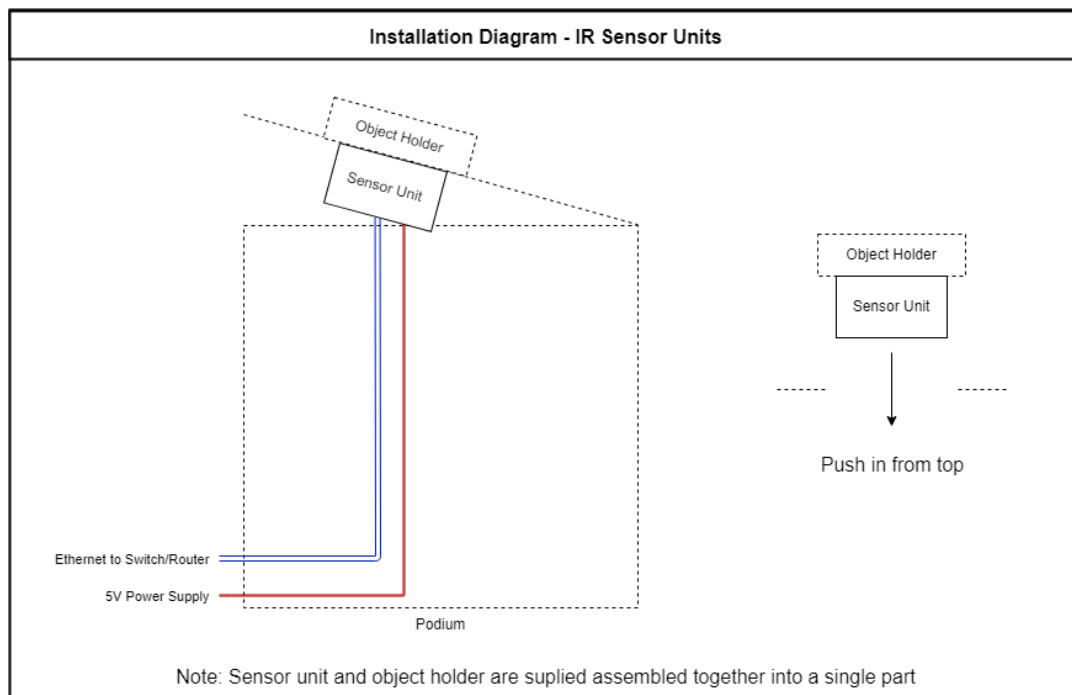 Installation Diagram - IR Sensor Units
Object Holder
Sensor Unit
Object Holder
Sensor Unit
Push in from top
Ethernet to Switch/Router
5V Power Supply
Podium
Note: Sensor unit and object holder are suplied assembled together into a single part